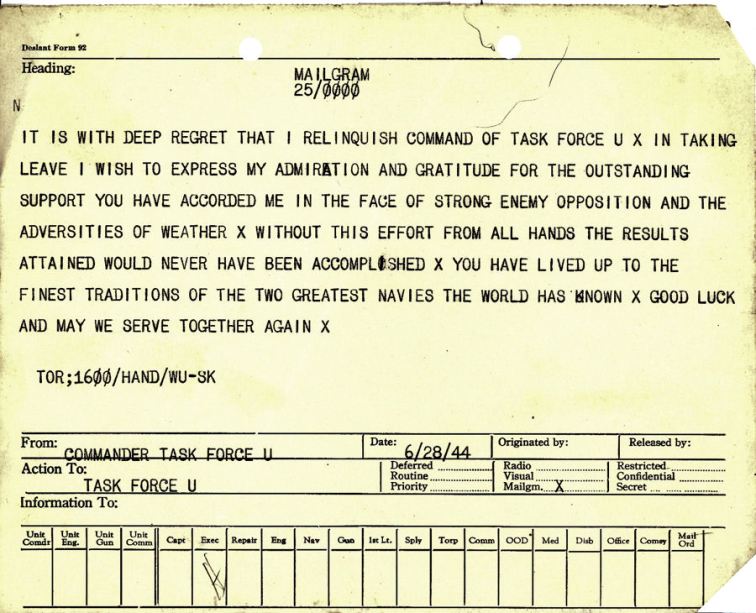 Deslant Form 92
Heading:
MAILGRAM
25/0000
N
IT IS WITH DEEP REGRET THAT I RELINQUISH COMMAND OF TASK FORCE U X IN TAKING
LEAVE I WISH TO EXPRESS MY ADMIRATION AND GRATITUDE FOR THE OUTSTANDING
SUPPORT YOU HAVE ACCORDED ME IN THE FACE OF STRONG ENEMY OPPOSITION AND THE
ADVERSITIES OF WEATHER X WITHOUT THIS EFFORT FROM ALL HANDS THE RESULTS
ATTAINED WOULD NEVER HAVE BEEN ACCOMPLISHED X YOU HAVE LIVED UP TO THE
FINEST TRADITIONS OF THE TWO GREATEST NAVIES THE WORLD HAS KNOWN X GOOD LUCK
AND MAY WE SERVE TOGETHER AGAIN X
TOR;1600/HAND/WU-SK
From: COMMANDER TASK FORCE U Date: 6/28/44 Originated by: Released by:
Action To: TASK FORCE U
Deferred Radio Restricted
Routine Visual Confidential
Priority Mailgm. X Secret
Information To:
Unit Comdr Unit Eng. Unit Gun Unit Comm Capt Exec Repair Eng Nav Gun 1st Lt. Sply Torp Comm OOD Med Disb Office Comsy Mail Ord